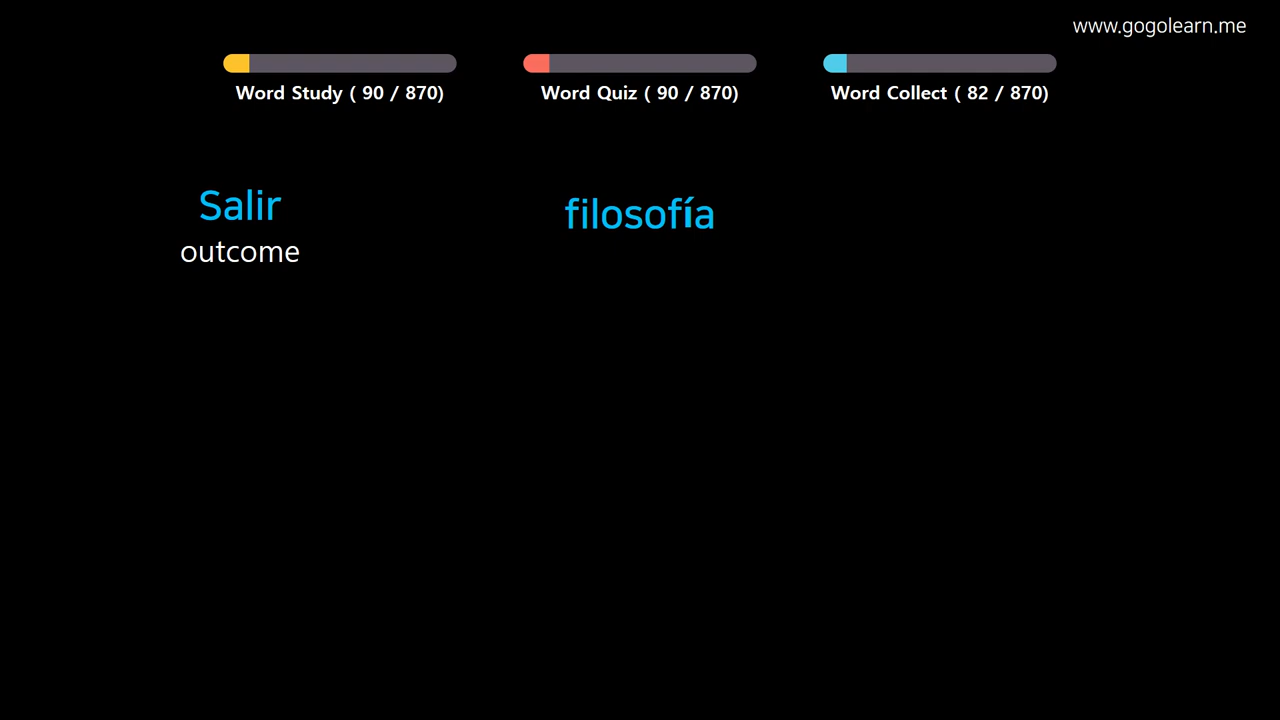 www.gogolearn.me
Word Study ( 90 / 870)
Word Quiz ( 90 / 870)
Word Collect ( 82 / 870)
Salir
outcome
filosofía